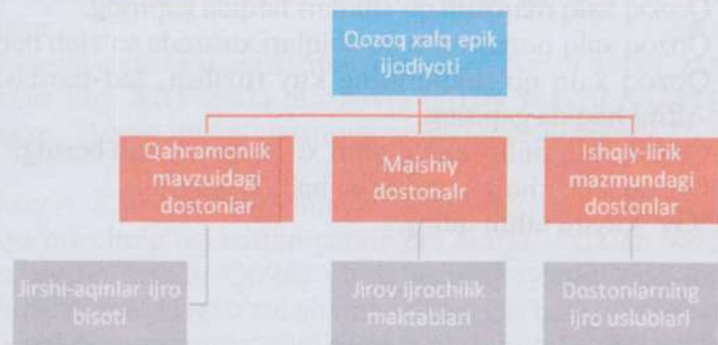 Qozoq xalq epik
ijodiyoti
Qahramonlik
mavzuidagi
dostonlar
Maishiy
dostonalr
Ishqiy-lirik
mazmundagi
dostonlar
Jirshi-aqinlar ijro
bisoti
Jirov ijrochilik
maktablari
Dostonlarning
ijro uslublari